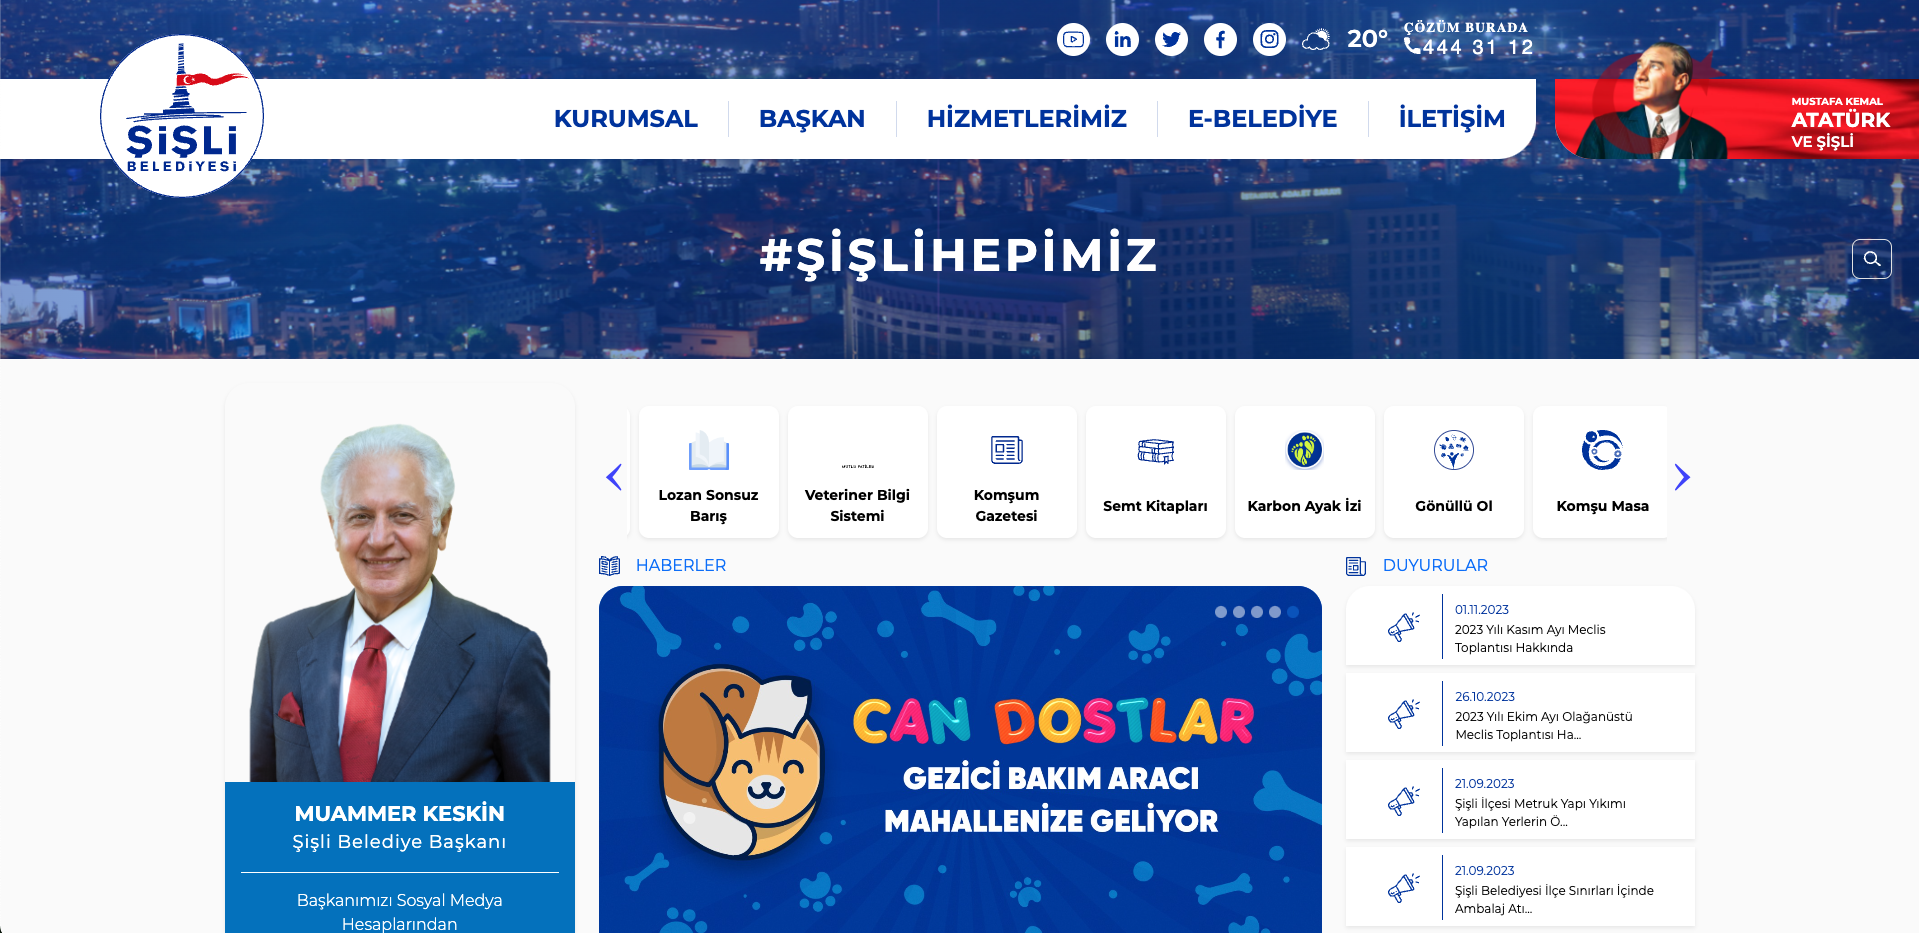 ÇÖZÜM BURADA
20°
444 31 12
ŞİŞLİ
BELEDİYESİ
KURUMSAL
BAŞKAN
HİZMETLERİMİZ
E-BELEDİYE
İLETİŞİM
MUSTAFA KEMAL
ATATÜRK
VE ŞİŞLİ
#ŞİŞLİHEPİMİZ
Lozan Sonsuz
Barış
MUTLU PATİLER
Veteriner Bilgi
Sistemi
Komşum
Gazetesi
Semt Kitapları
Karbon Ayak İzi
Gönüllü Ol
Komşu Masa
MUAMMER KESKİN
Şişli Belediye Başkanı
Başkanımızı Sosyal Medya
Hesaplarından
HABERLER
CAN DOSTLAR
GEZİCİ BAKIM ARACI
MAHALLENİZE GELİYOR
DUYURULAR
01.11.2023
2023 Yılı Kasım Ayı Meclis
Toplantısı Hakkında
26.10.2023
2023 Yılı Ekim Ayı Olağanüstü
Meclis Toplantısı Ha...
21.09.2023
Şişli İlçesi Metruk Yapı Yıkımı
Yapılan Yerlerin Ö...
21.09.2023
Şişli Belediyesi İlçe Sınırları İçinde
Ambalaj Atı...